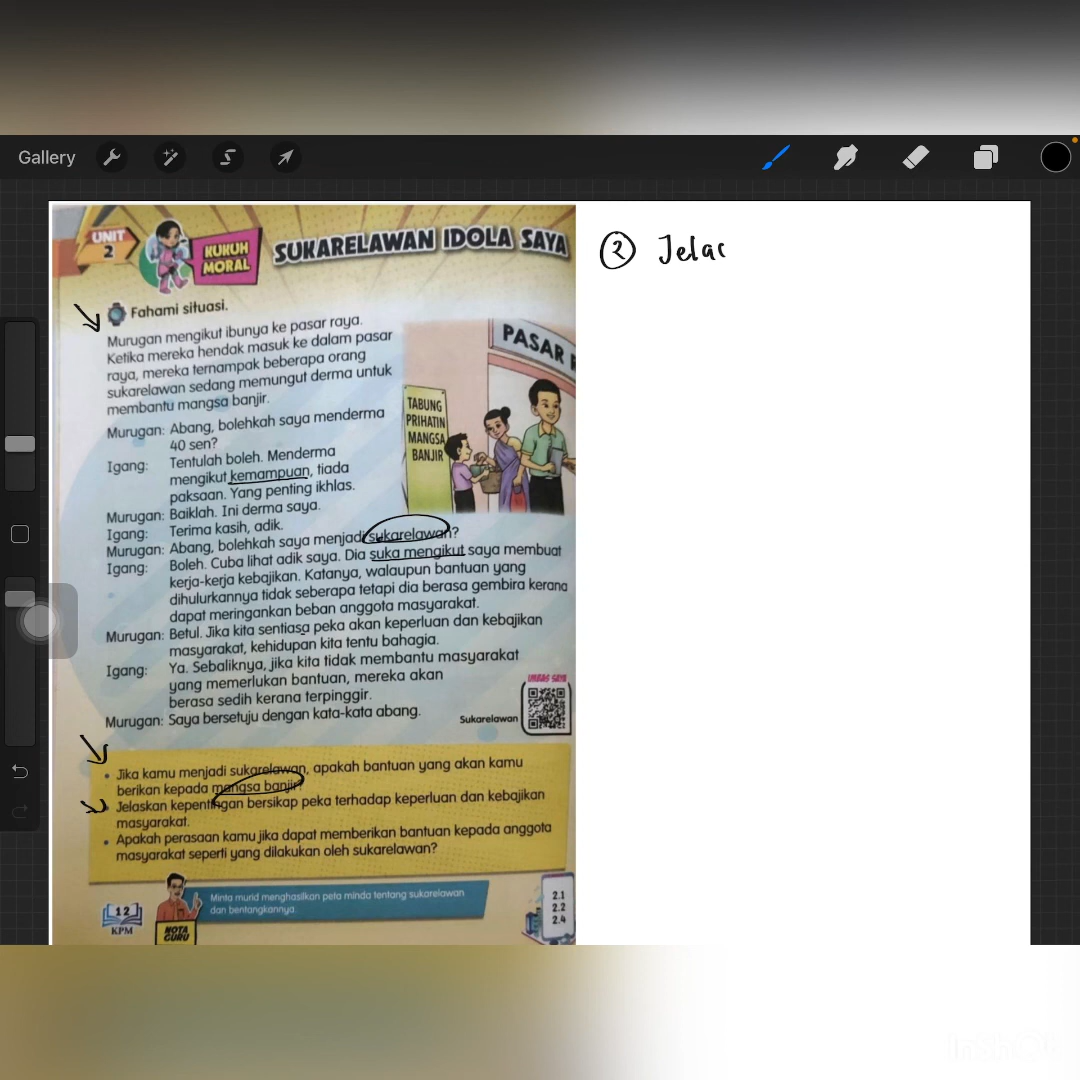 Gallery
UNIT
2
KUKUH
MORAL
SUKARELAWAN IDOLA SAYA
Fahami situasi.
Murugan mengikut ibunya ke pasar raya.
Ketika mereka hendak masuk ke dalam pasar
raya, mereka ternampak beberapa orang
sukarelawan sedang memungut derma untuk
membantu mangsa banjir.
PASAR
TABUNG
PRIHATIN
MANGSA
BANJIR
Murugan: Abang, bolehkah saya menderma
40 sen?
Igang: Tentulah boleh. Menderma
mengikut kemampuan, tiada
paksaan. Yang penting ikhlas.
Murugan: Baiklah. Ini derma saya.
Igang: Terima kasih, adik.
Murugan: Abang, bolehkah saya menjadi sukarelawan?
Igang: Boleh. Cuba lihat adik saya. Dia suka mengikut saya membuat
kerja-kerja kebajikan. Katanya, walaupun bantuan yang
dihulurkannya tidak seberapa tetapi dia berasa gembira kerana
dapat meringankan beban anggota masyarakat.
Murugan: Betul. Jika kita sentiasa peka akan keperluan dan kebajikan
masyarakat, kehidupan kita tentu bahagia.
Igang: Ya. Sebaliknya, jika kita tidak membantu masyarakat
yang memerlukan bantuan, mereka akan
berasa sedih kerana terpinggir.
Murugan: Saya bersetuju dengan kata-kata abang.
IMBAS SAYA
Sukarelawan
• Jika kamu menjadi sukarelawan, apakah bantuan yang akan kamu
berikan kepada mangsa banjir?
• Jelaskan kepentingan bersikap peka terhadap keperluan dan kebajikan
masyarakat.
• Apakah perasaan kamu jika dapat memberikan bantuan kepada anggota
masyarakat seperti yang dilakukan oleh sukarelawan?
Minta murid menghasilkan peta minda tentang sukarelawan
dan bentangkannya.
12
KPM
NOTA
GURU
2.1
2.2
2.4
2 Jelas
InShOt